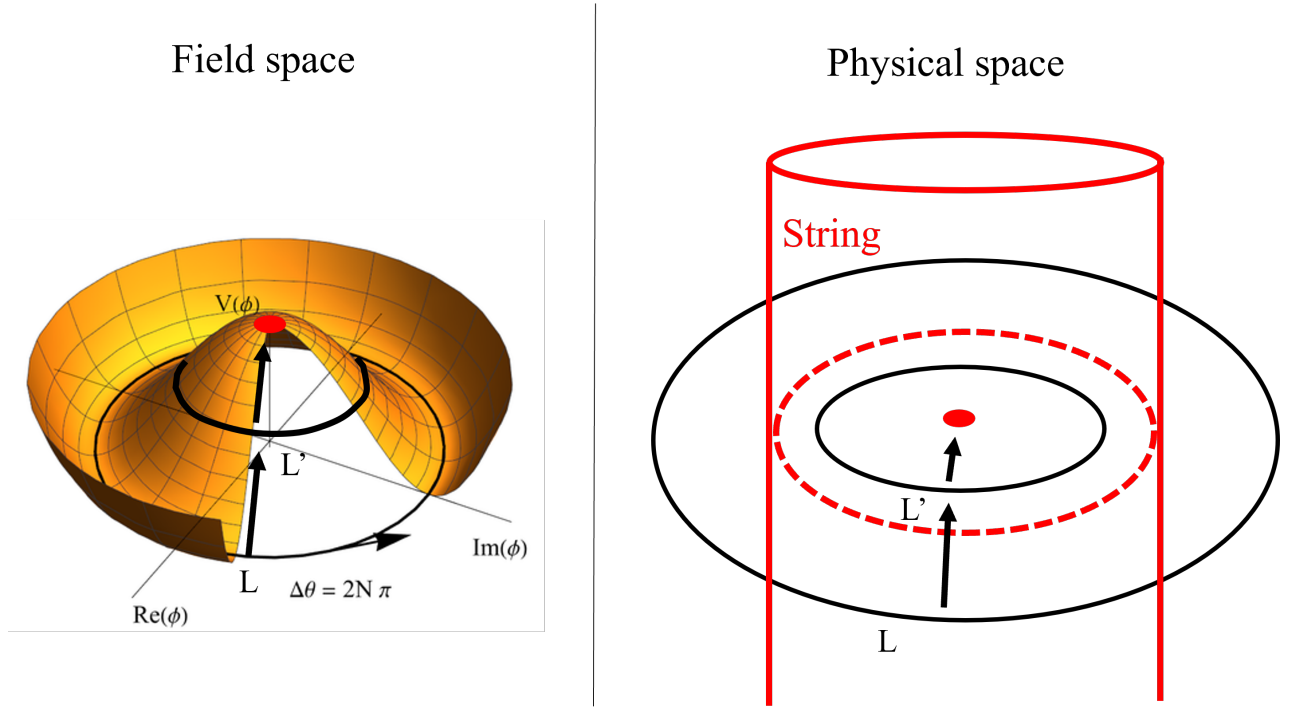 Field space
V(ϕ)
L'
L
Δθ = 2N π
Im(ϕ)
Re(ϕ)
Physical space
String
L'
L